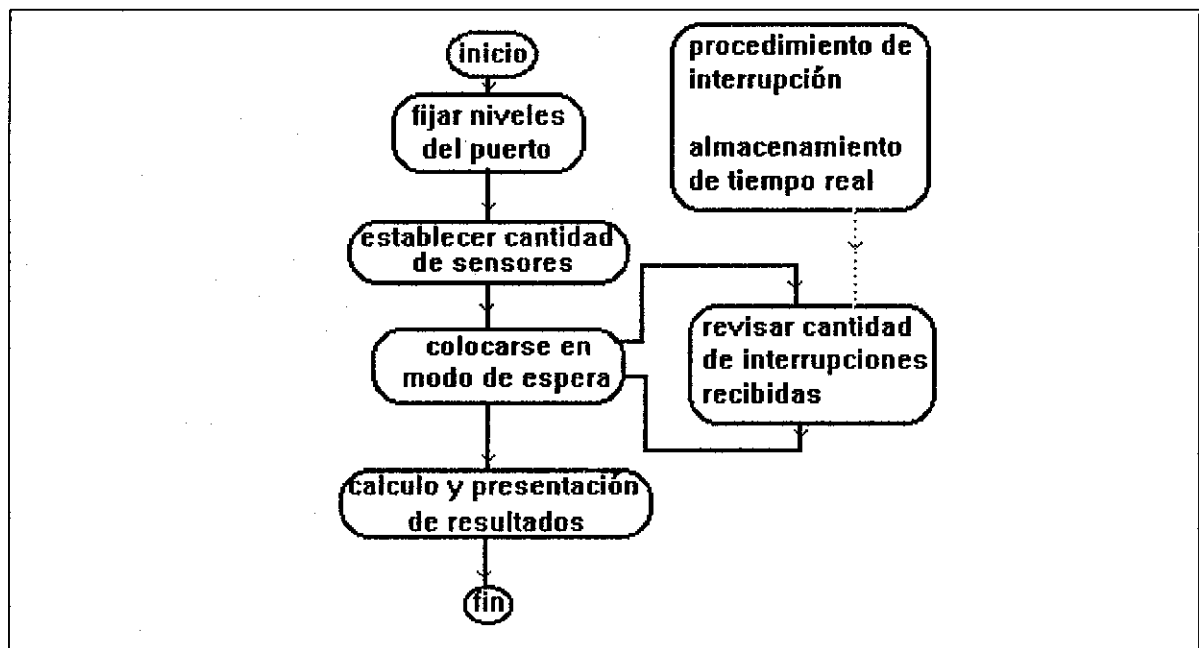 inicio
fijar niveles
del puerto
establecer cantidad
de sensores
colocarse en
modo de espera
calculo y presentación
de resultados
fin
procedimiento de
interrupción
almacenamiento
de tiempo real
revisar cantidad
de interrupciones
recibidas